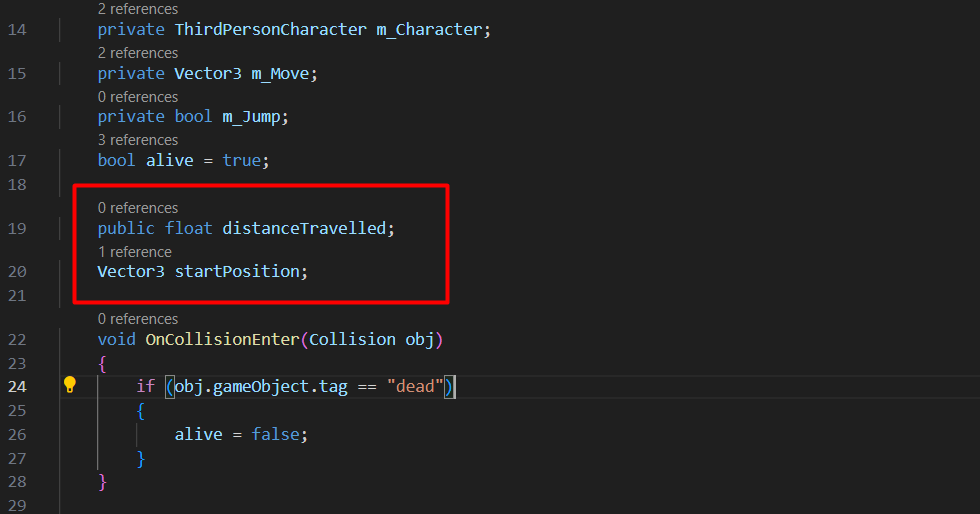 2 references
14 private ThirdPersonCharacter m_Character;
2 references
15 private Vector3 m_Move;
0 references
16 private bool m_Jump;
3 references
17 bool alive = true;
18
0 references
19 public float distanceTravelled;
1 reference
20 Vector3 startPosition;
21
0 references
22 void OnCollisionEnter(Collision obj)
23 {
24 if (obj.gameObject.tag == "dead")
25 {
26 alive = false;
27 }
28 }
29